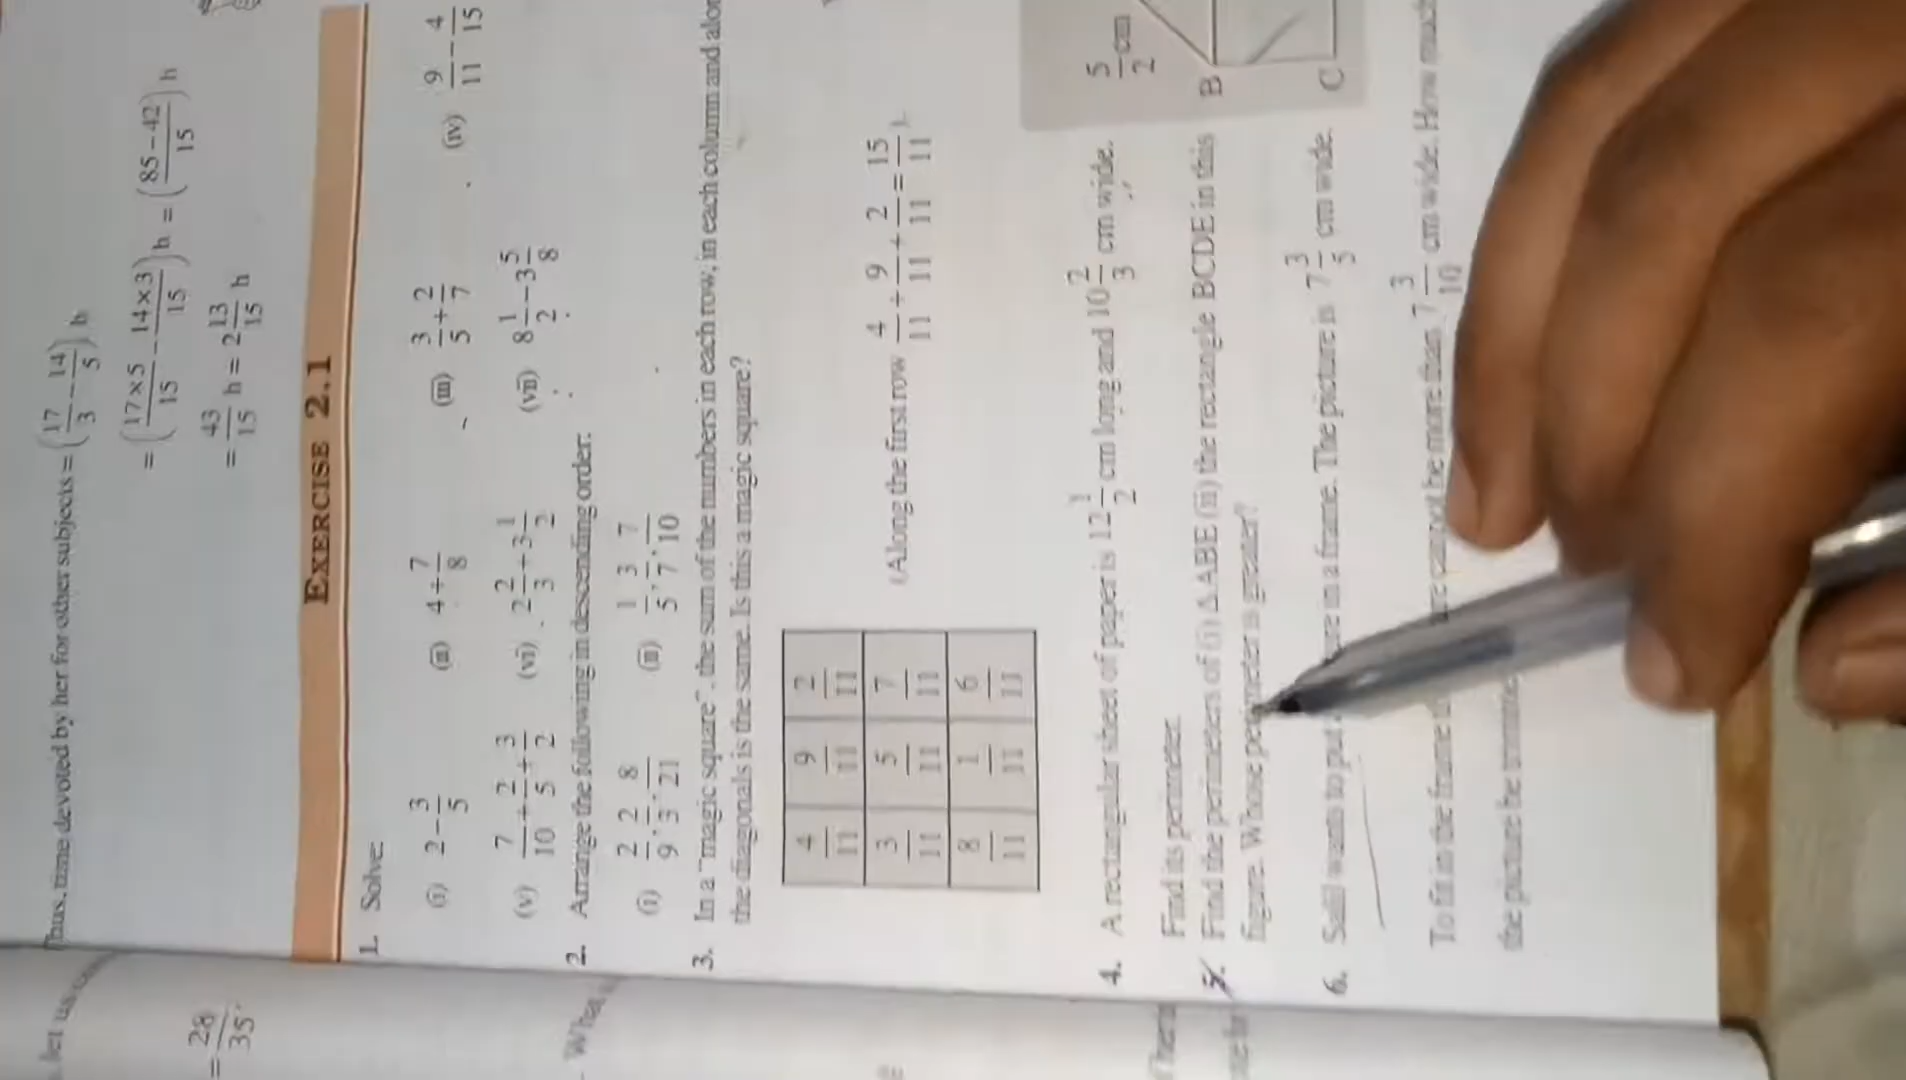 Thus, time devoted by her for other subjects = (17/3 − 14/5) h
= (17×5/15 − 14×3/15) h = (85−42/15) h
= 43/15 h = 2 13/15 h
EXERCISE 2.1
1. Solve:
(i) 2 − 3/5 (ii) 4 + 7/8 (iii) 3/5 + 2/7 (iv) 9/11 − 4/15
(v) 7/10 + 2/5 + 3/2 (vi) 2 2/3 + 3 1/2 (vii) 8 1/2 − 3 5/8
2. Arrange the following in descending order:
(i) 2/9, 2/3, 8/21 (ii) 1/5, 3/7, 7/10
3. In a "magic square", the sum of the numbers in each row, in each column and
the diagonals is the same. Is this a magic square?
4/11 9/11 2/11
3/11 5/11 7/11
8/11 1/11 6/11
(Along the first row 4/11 + 9/11 + 2/11 = 15/11).
4. A rectangular sheet of paper is 12 1/2 cm long and 10 2/3 cm wide.
Find its perimeter.
5. Find the perimeters of (i) ΔABE (ii) the rectangle BCDE in this
figure. Whose perimeter is greater?
5/2 cm
B
C
6. Salil wants to put in a frame. The picture is 7 3/5 cm wide.
To fit in the frame cannot be more than 7 3/10 cm wide. How much
the picture be
let us
= 28/35.
What